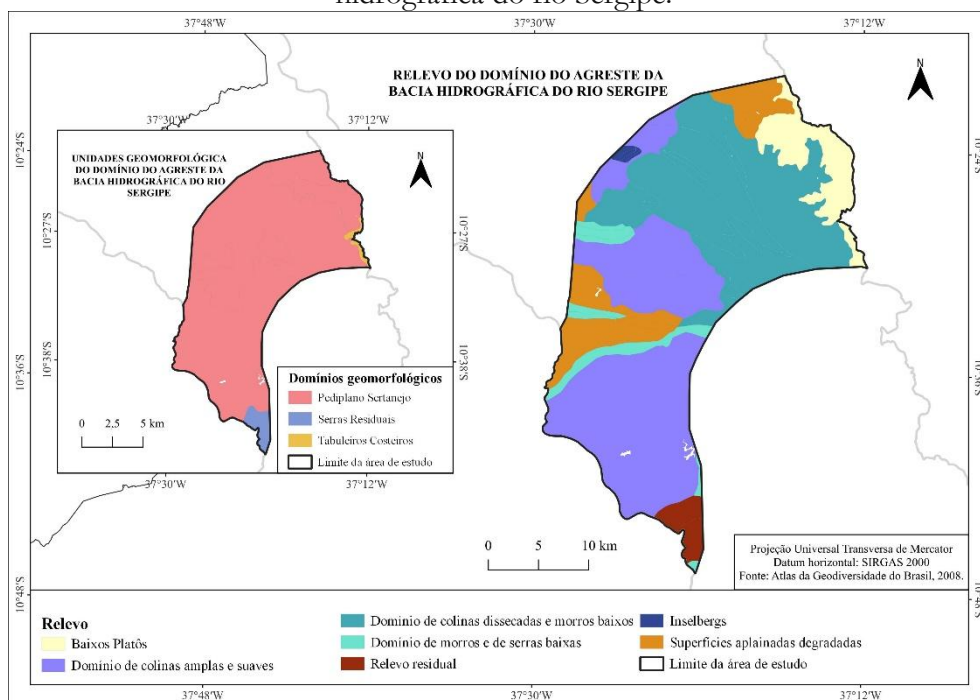 hidrográfica do rio Sergipe.
37°48'W
37°30'W
37°12'W
RELEVO DO DOMÍNIO DO AGRESTE DA
BACIA HIDROGRÁFICA DO RIO SERGIPE
N
37°30'W
37°12'W
UNIDADES GEOMORFOLÓGICA
DO DOMÍNIO DO AGRESTE DA
BACIA HIDROGRÁFICA DO RIO
SERGIPE
N
10°24'S
10°27'S
10°36'S
10°38'S
10°48'S
10°24'S
10°27'S
10°38'S
Domínios geomorfológicos
Pediplano Sertanejo
Serras Residuais
Tabuleiros Costeiros
Limite da área de estudo
0 2,5 5 km
37°30'W
37°12'W
0 5 10 km
Projeção Universal Transversa de Mercator
Datum horizontal: SIRGAS 2000
Fonte: Atlas da Geodiversidade do Brasil, 2008.
Relevo
Baixos Platôs
Domínio de colinas amplas e suaves
Domínio de colinas dissecadas e morros baixos
Domínio de morros e de serras baixas
Relevo residual
Inselbergs
Superfícies aplainadas degradadas
Limite da área de estudo
37°48'W
37°30'W
37°12'W